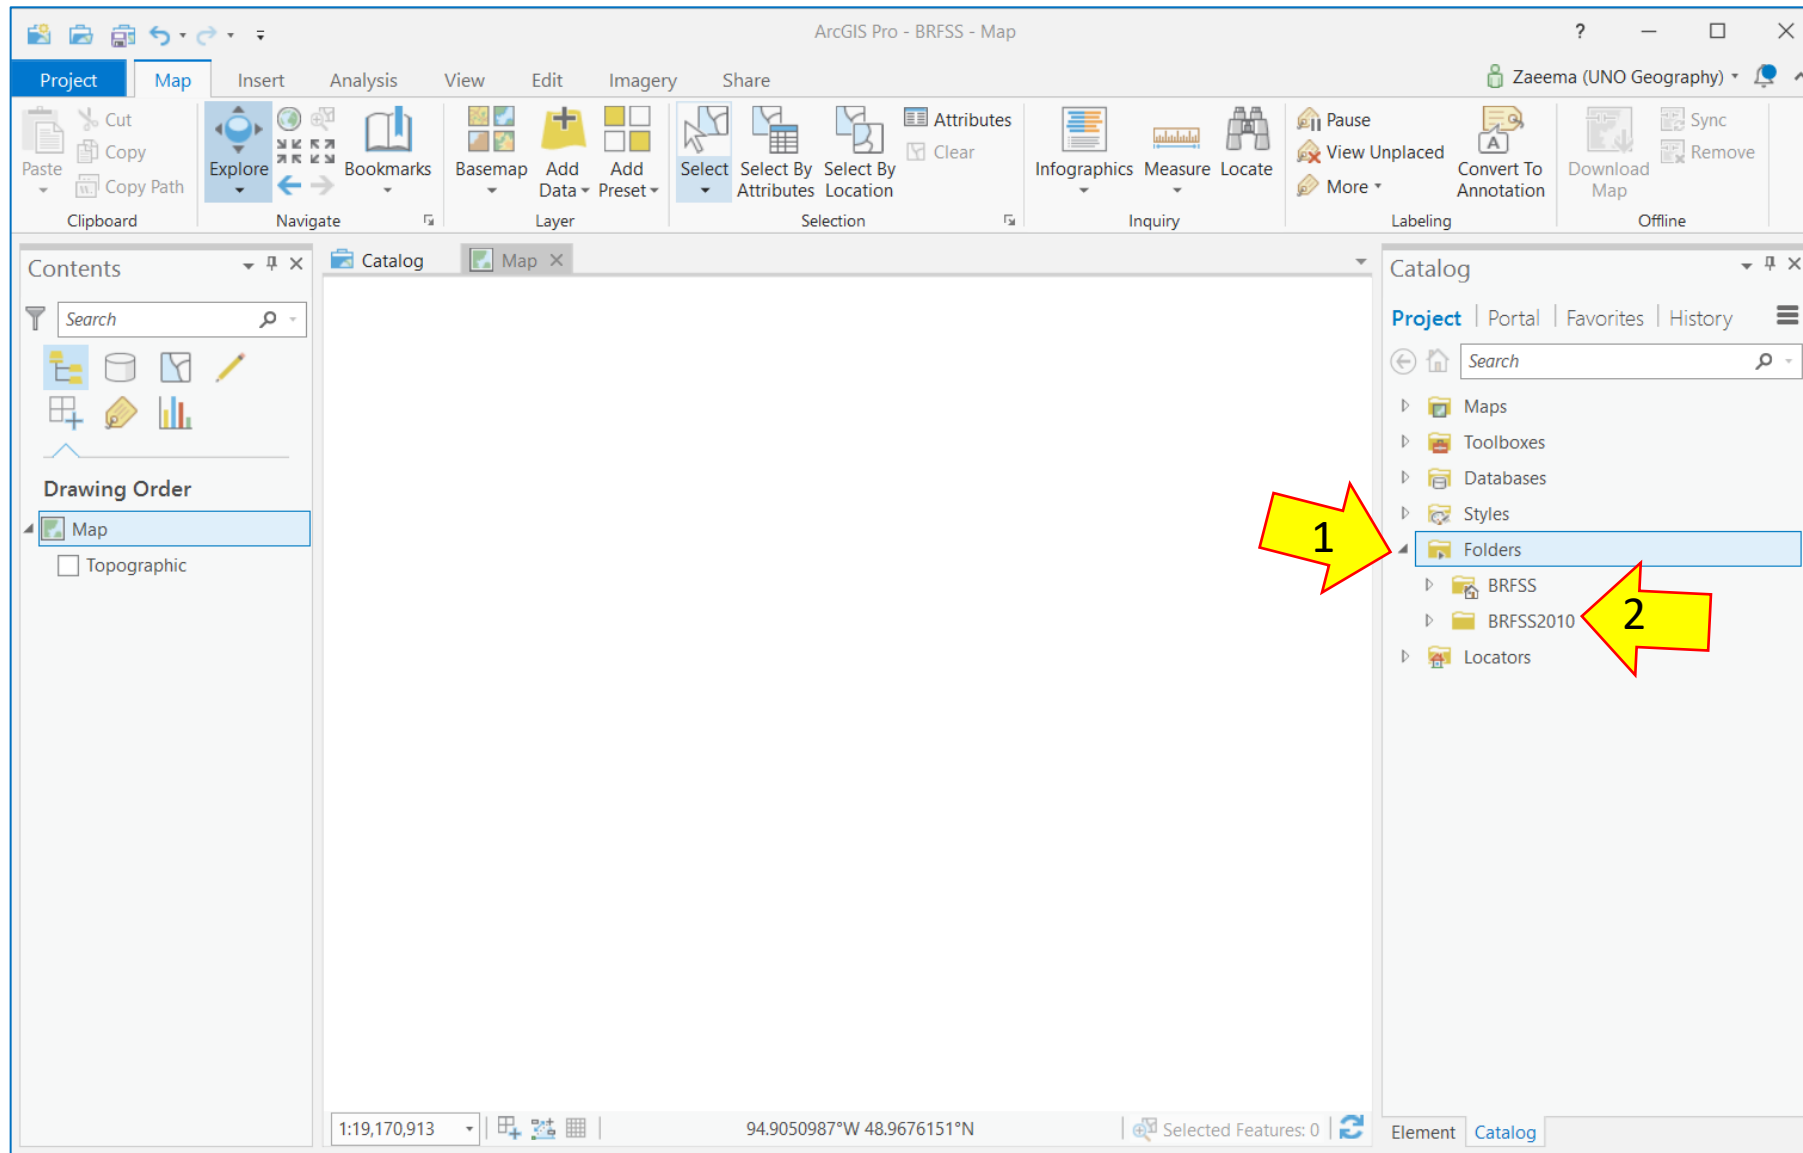 ArcGIS Pro - BRFSS - Map
?
Project Map Insert Analysis View Edit Imagery Share
Zaeema (UNO Geography)
Paste
Cut
Copy
Copy Path
Clipboard
Explore
Bookmarks
Navigate
Basemap
Add Data
Add Preset
Layer
Select
Select By Attributes
Select By Location
Attributes
Clear
Selection
Infographics
Measure
Locate
Inquiry
Pause
View Unplaced
More
A
Convert To Annotation
Labeling
Download Map
Sync
Remove
Offline
Contents
Search
Drawing Order
Map
Topographic
Catalog
Map
1:19,170,913
94.9050987°W 48.9676151°N
Selected Features: 0
Catalog
Project | Portal | Favorites | History
Search
Maps
Toolboxes
Databases
Styles
1
Folders
BRFSS
BRFSS2010
2
Locators
Element Catalog